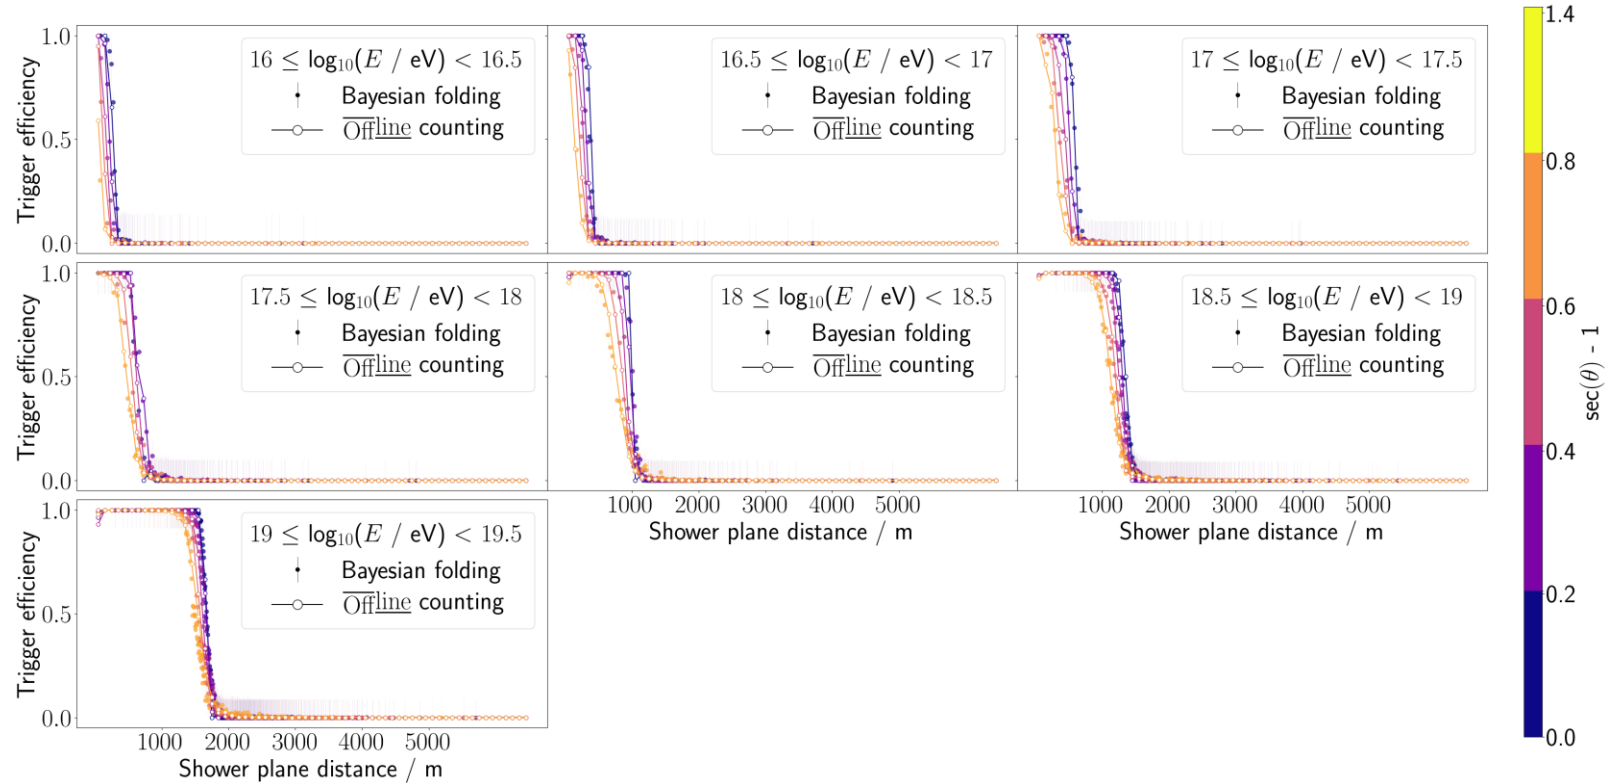 1.0
0.5
0.0
Trigger efficiency
16 ≤ log₁₀(E / eV) < 16.5
Bayesian folding
Offline counting
16.5 ≤ log₁₀(E / eV) < 17
Bayesian folding
Offline counting
17 ≤ log₁₀(E / eV) < 17.5
Bayesian folding
Offline counting
1.0
0.5
0.0
Trigger efficiency
17.5 ≤ log₁₀(E / eV) < 18
Bayesian folding
Offline counting
18 ≤ log₁₀(E / eV) < 18.5
Bayesian folding
Offline counting
1000 2000 3000 4000 5000
Shower plane distance / m
18.5 ≤ log₁₀(E / eV) < 19
Bayesian folding
Offline counting
1000 2000 3000 4000 5000
Shower plane distance / m
1.0
0.5
0.0
Trigger efficiency
19 ≤ log₁₀(E / eV) < 19.5
Bayesian folding
Offline counting
1000 2000 3000 4000 5000
Shower plane distance / m
1.4
0.8
0.6
0.4
0.2
0.0
sec(θ) - 1